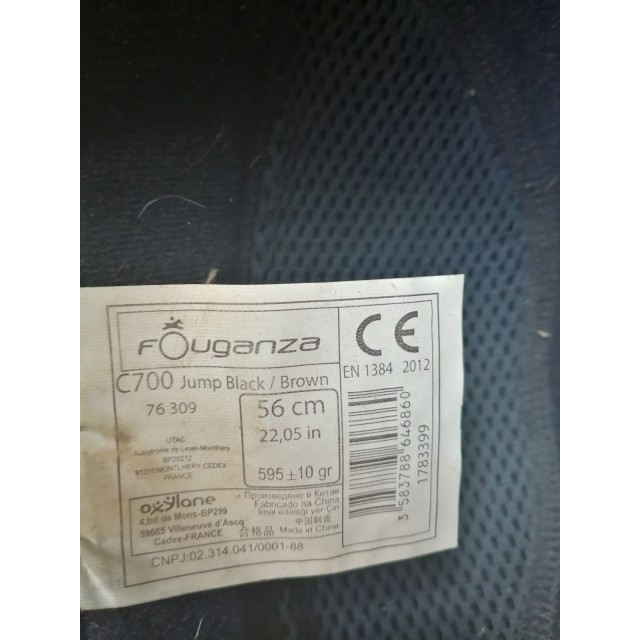 FOuganza
C700 Jump Black / Brown
76 309
UTAC
Autodrome de Linas-Montlhéry
BP20212
91311 MONTLHERY CEDEX
FRANCE
56 cm
22,05 in
595 ± 10 gr
CE
EN 1384 2012
3 583788 646860
1783399
oxylane
4,bd de Mons-BP299
59665 Villeneuve d'Ascq
Cedex-FRANCE
Произведено в Китае
Fabricado na China
İmal edildiği yer Çin
中国制造
合格品 Made in China
CNPJ:02.314.041/0001-88